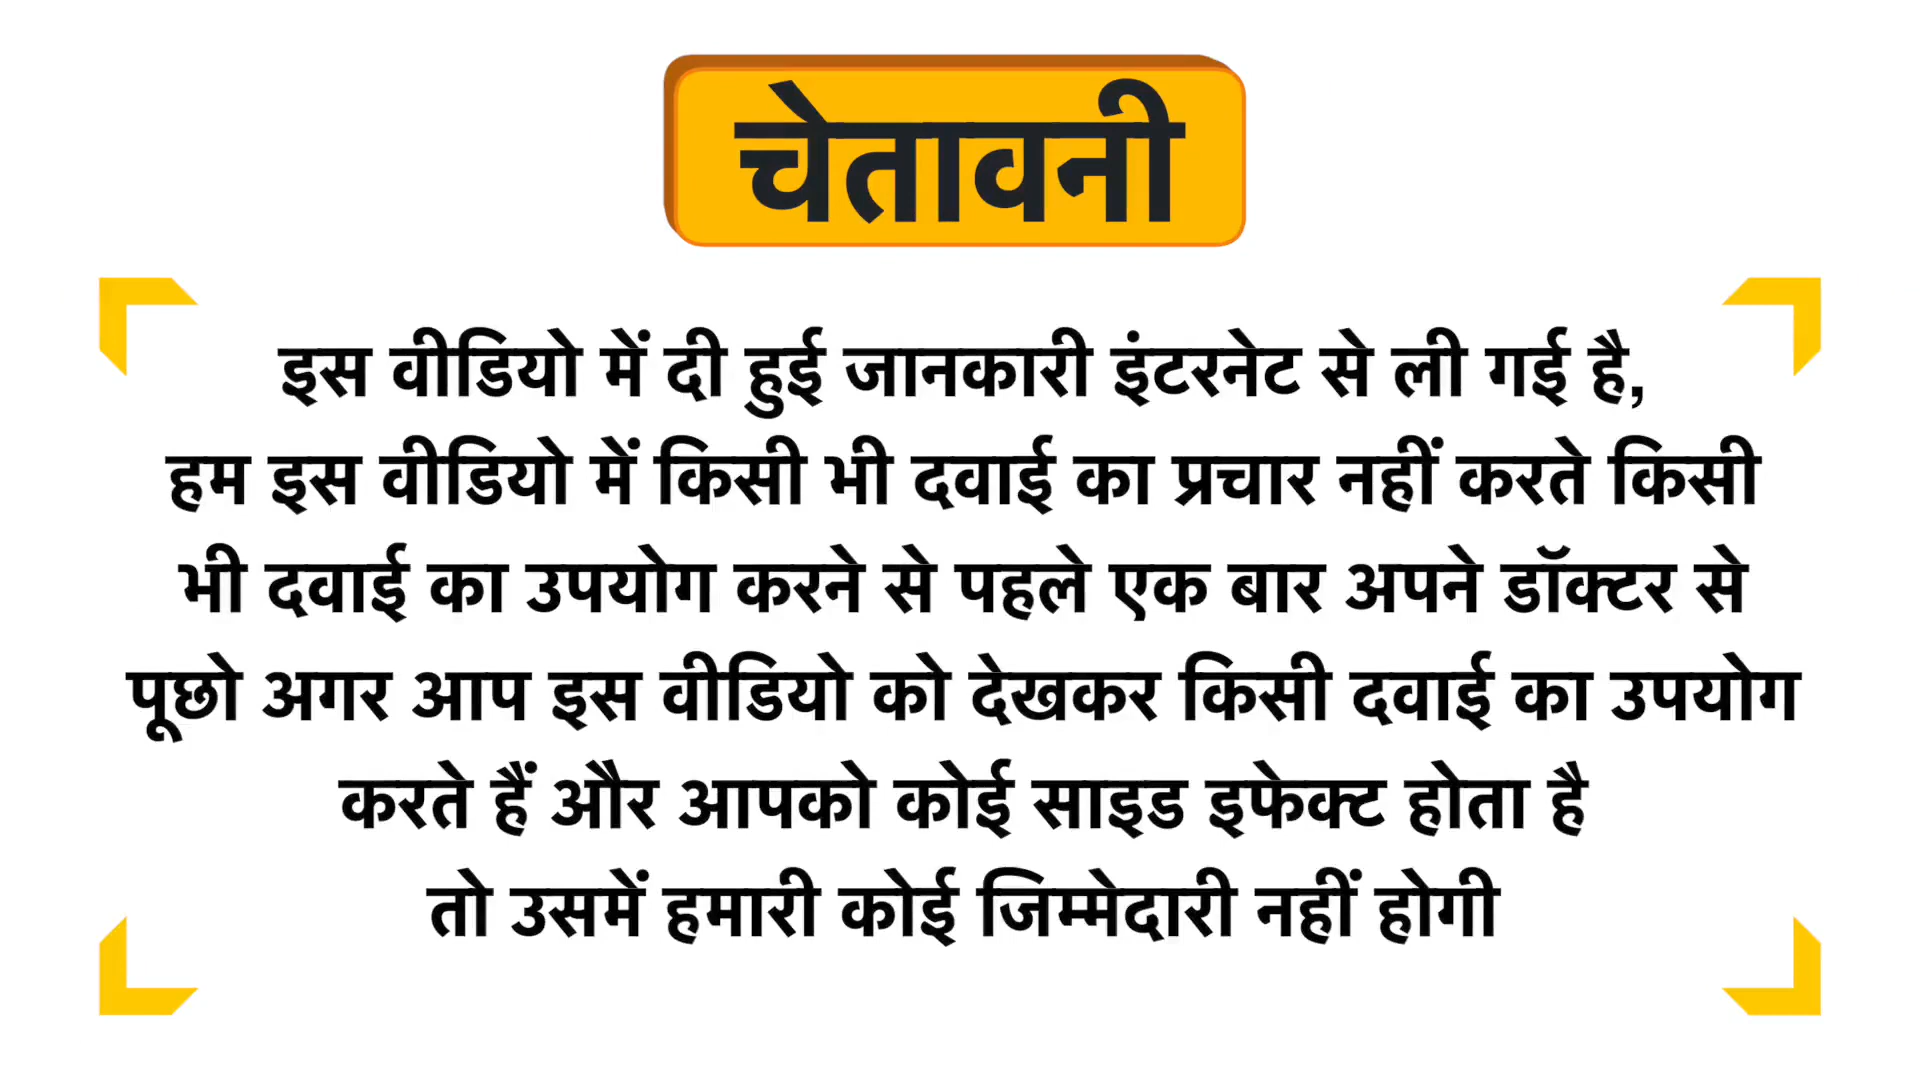 चेतावनी
इस वीडियो में दी हुई जानकारी इंटरनेट से ली गई है,
हम इस वीडियो में किसी भी दवाई का प्रचार नहीं करते किसी
भी दवाई का उपयोग करने से पहले एक बार अपने डॉक्टर से
पूछो अगर आप इस वीडियो को देखकर किसी दवाई का उपयोग
करते हैं और आपको कोई साइड इफेक्ट होता है
तो उसमें हमारी कोई जिम्मेदारी नहीं होगी